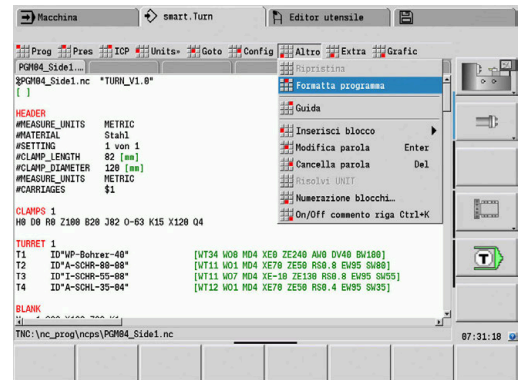 Macchina
smart.Turn
Editor utensile
Prog Pres ICP Units» Goto Config Altro Extra Grafic
PGM04_Side1....
%PGM04_Side1.nc "TURN_V1.0"
[ ]
HEADER
#MEASURE_UNITS METRIC
#MATERIAL Stahl
#SETTING 1 von 1
#CLAMP_LENGTH 82 [mm]
#CLAMP_DIAMETER 120 [mm]
#MEASURE_UNITS METRIC
#CARRIAGES $1
CLAMPS 1
H0 D0 R0 Z100 B20 J82 O-63 K15 X120 Q4
TURRET 1
T1 ID"WP-Bohrer-40" [WT34 WO0 MD4 XE0 ZE240 AW0 DV40 BW180]
T2 ID"A-SCHR-80-08" [WT11 WO1 MD4 XE70 ZE50 RS0.8 EW95 SW80]
T3 ID"I-SCHR-55-08" [WT11 WO7 MD4 XE-10 ZE130 RS0.8 EW95 SW55]
T4 ID"A-SCHL-35-04" [WT12 WO1 MD4 XE70 ZE50 RS0.4 EW95 SW35]
BLANK
Ripristina
Formatta programma
Guida
Inserisci blocco
Modifica parola Enter
Cancella parola Del
Risolvi UNIT
Numerazione blocchi…
On/Off commento riga Ctrl+K
T
TNC:\nc_prog\ncps\PGM04_Side1.nc
07:31:18